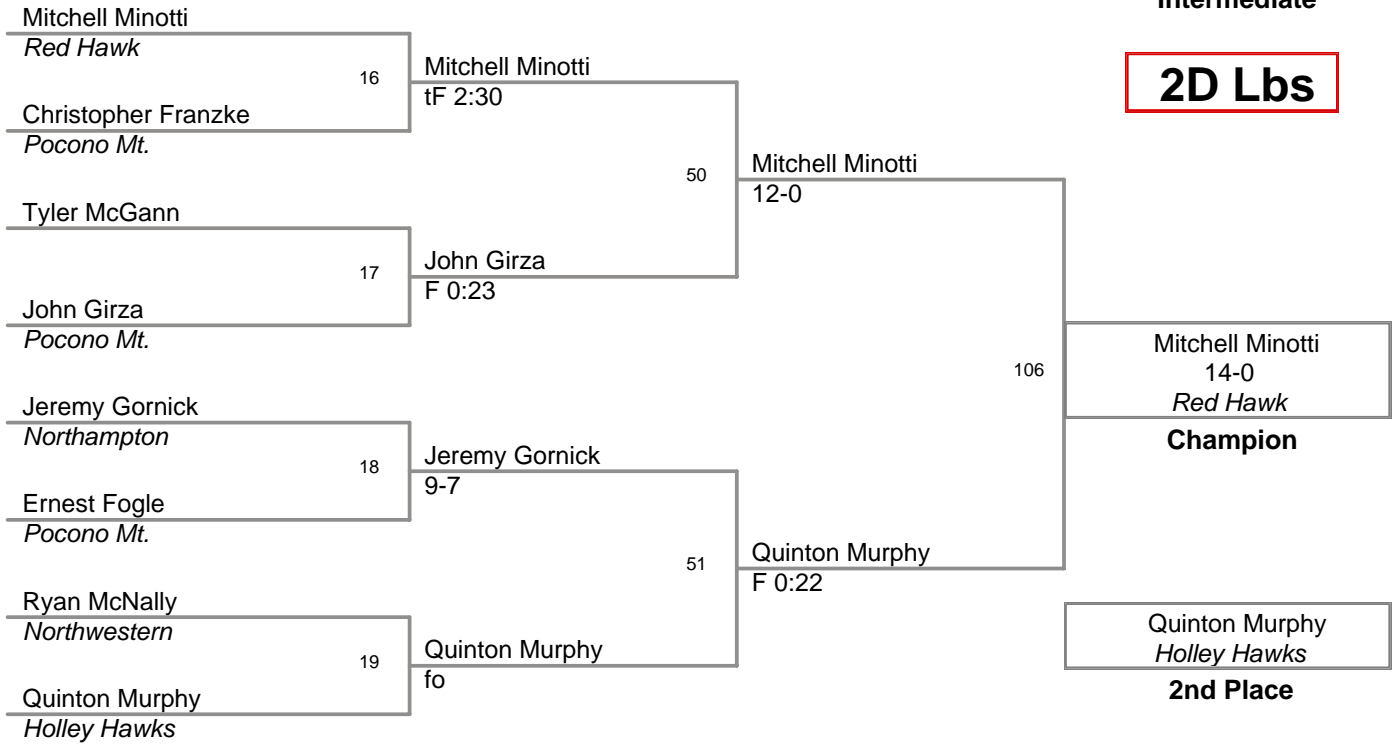 Intermediate
2D Lbs
Mitchell Minotti
Red Hawk
16
Christopher Franzke
Pocono Mt.
Mitchell Minotti
tF 2:30
Tyler McGann
17
John Girza
Pocono Mt.
John Girza
F 0:23
50
Mitchell Minotti
12-0
Jeremy Gornick
Northampton
18
Ernest Fogle
Pocono Mt.
Jeremy Gornick
9-7
Ryan McNally
Northwestern
19
Quinton Murphy
Holley Hawks
Quinton Murphy
fo
51
Quinton Murphy
F 0:22
106
Mitchell Minotti
14-0
Red Hawk
Champion
Quinton Murphy
Holley Hawks
2nd Place